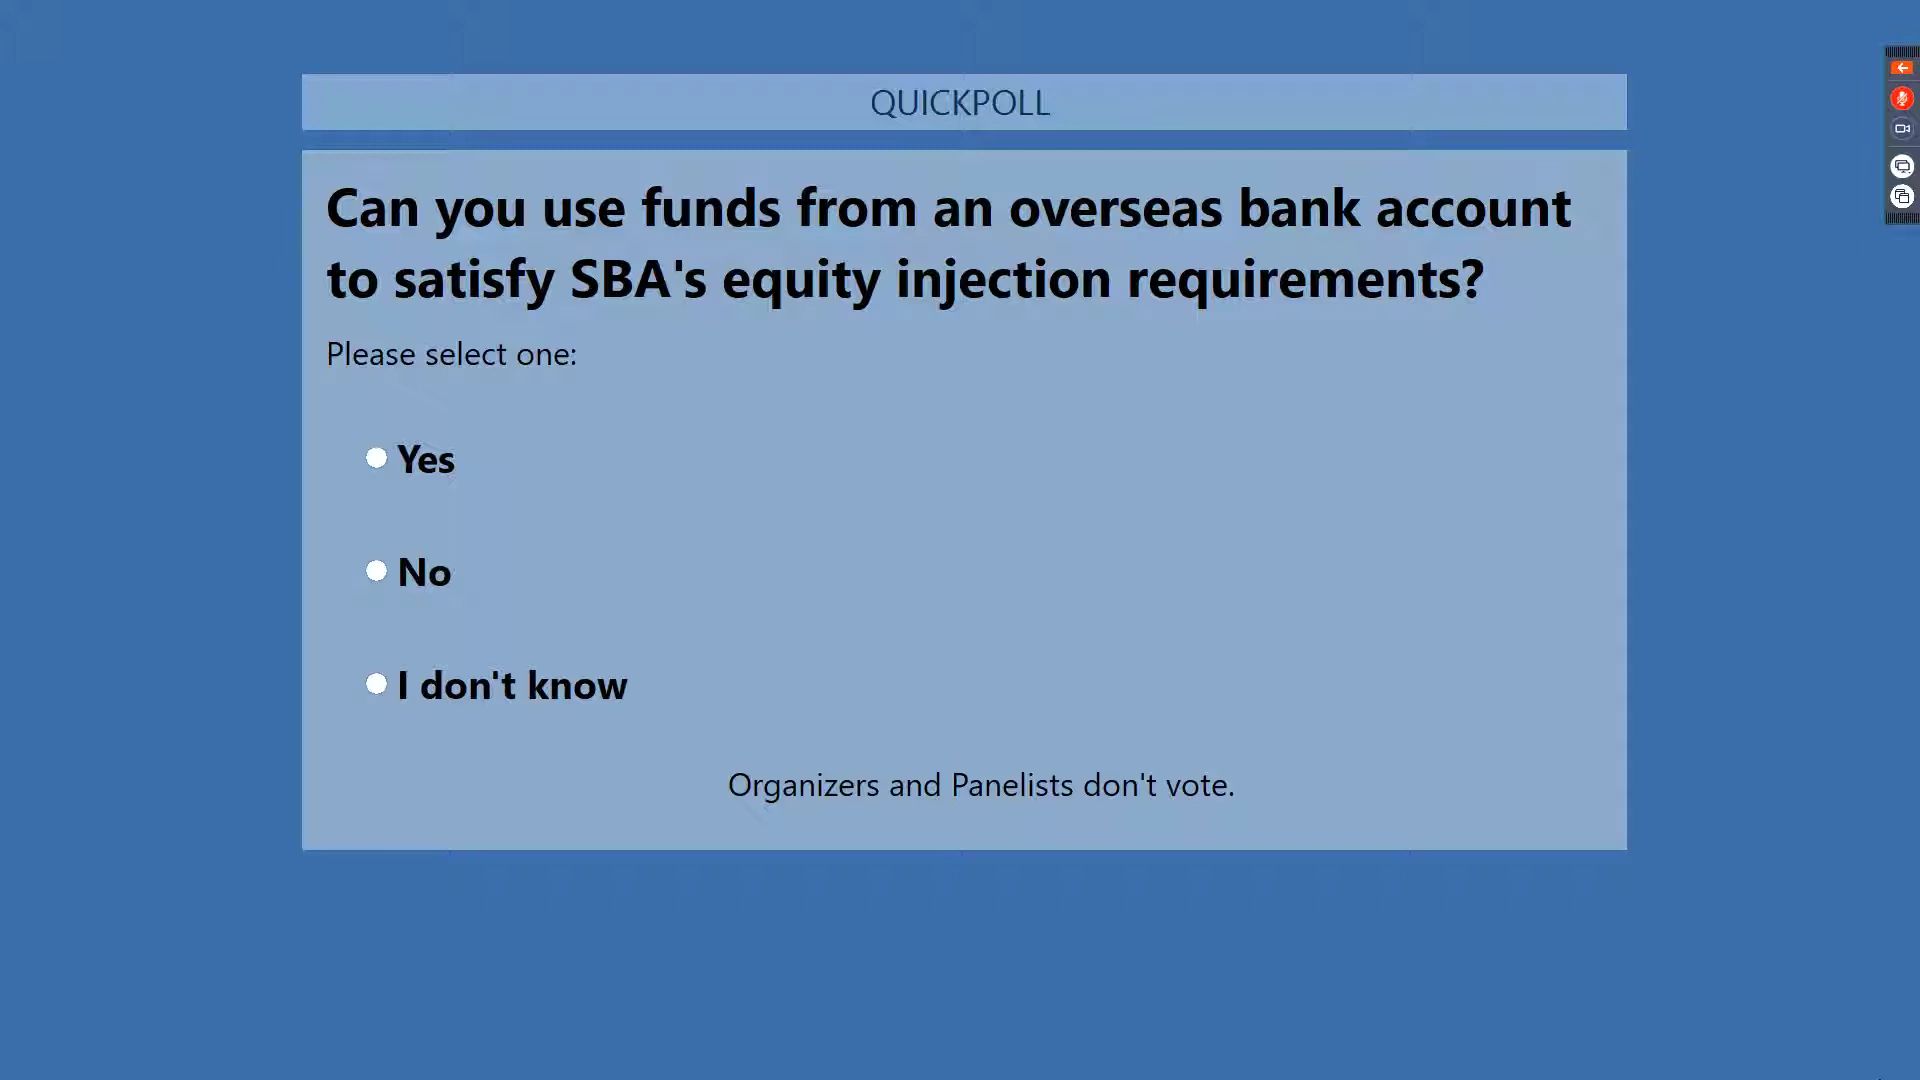 QUICKPOLL
Can you use funds from an overseas bank account
to satisfy SBA's equity injection requirements?
Please select one:
Yes
No
I don't know
Organizers and Panelists don't vote.